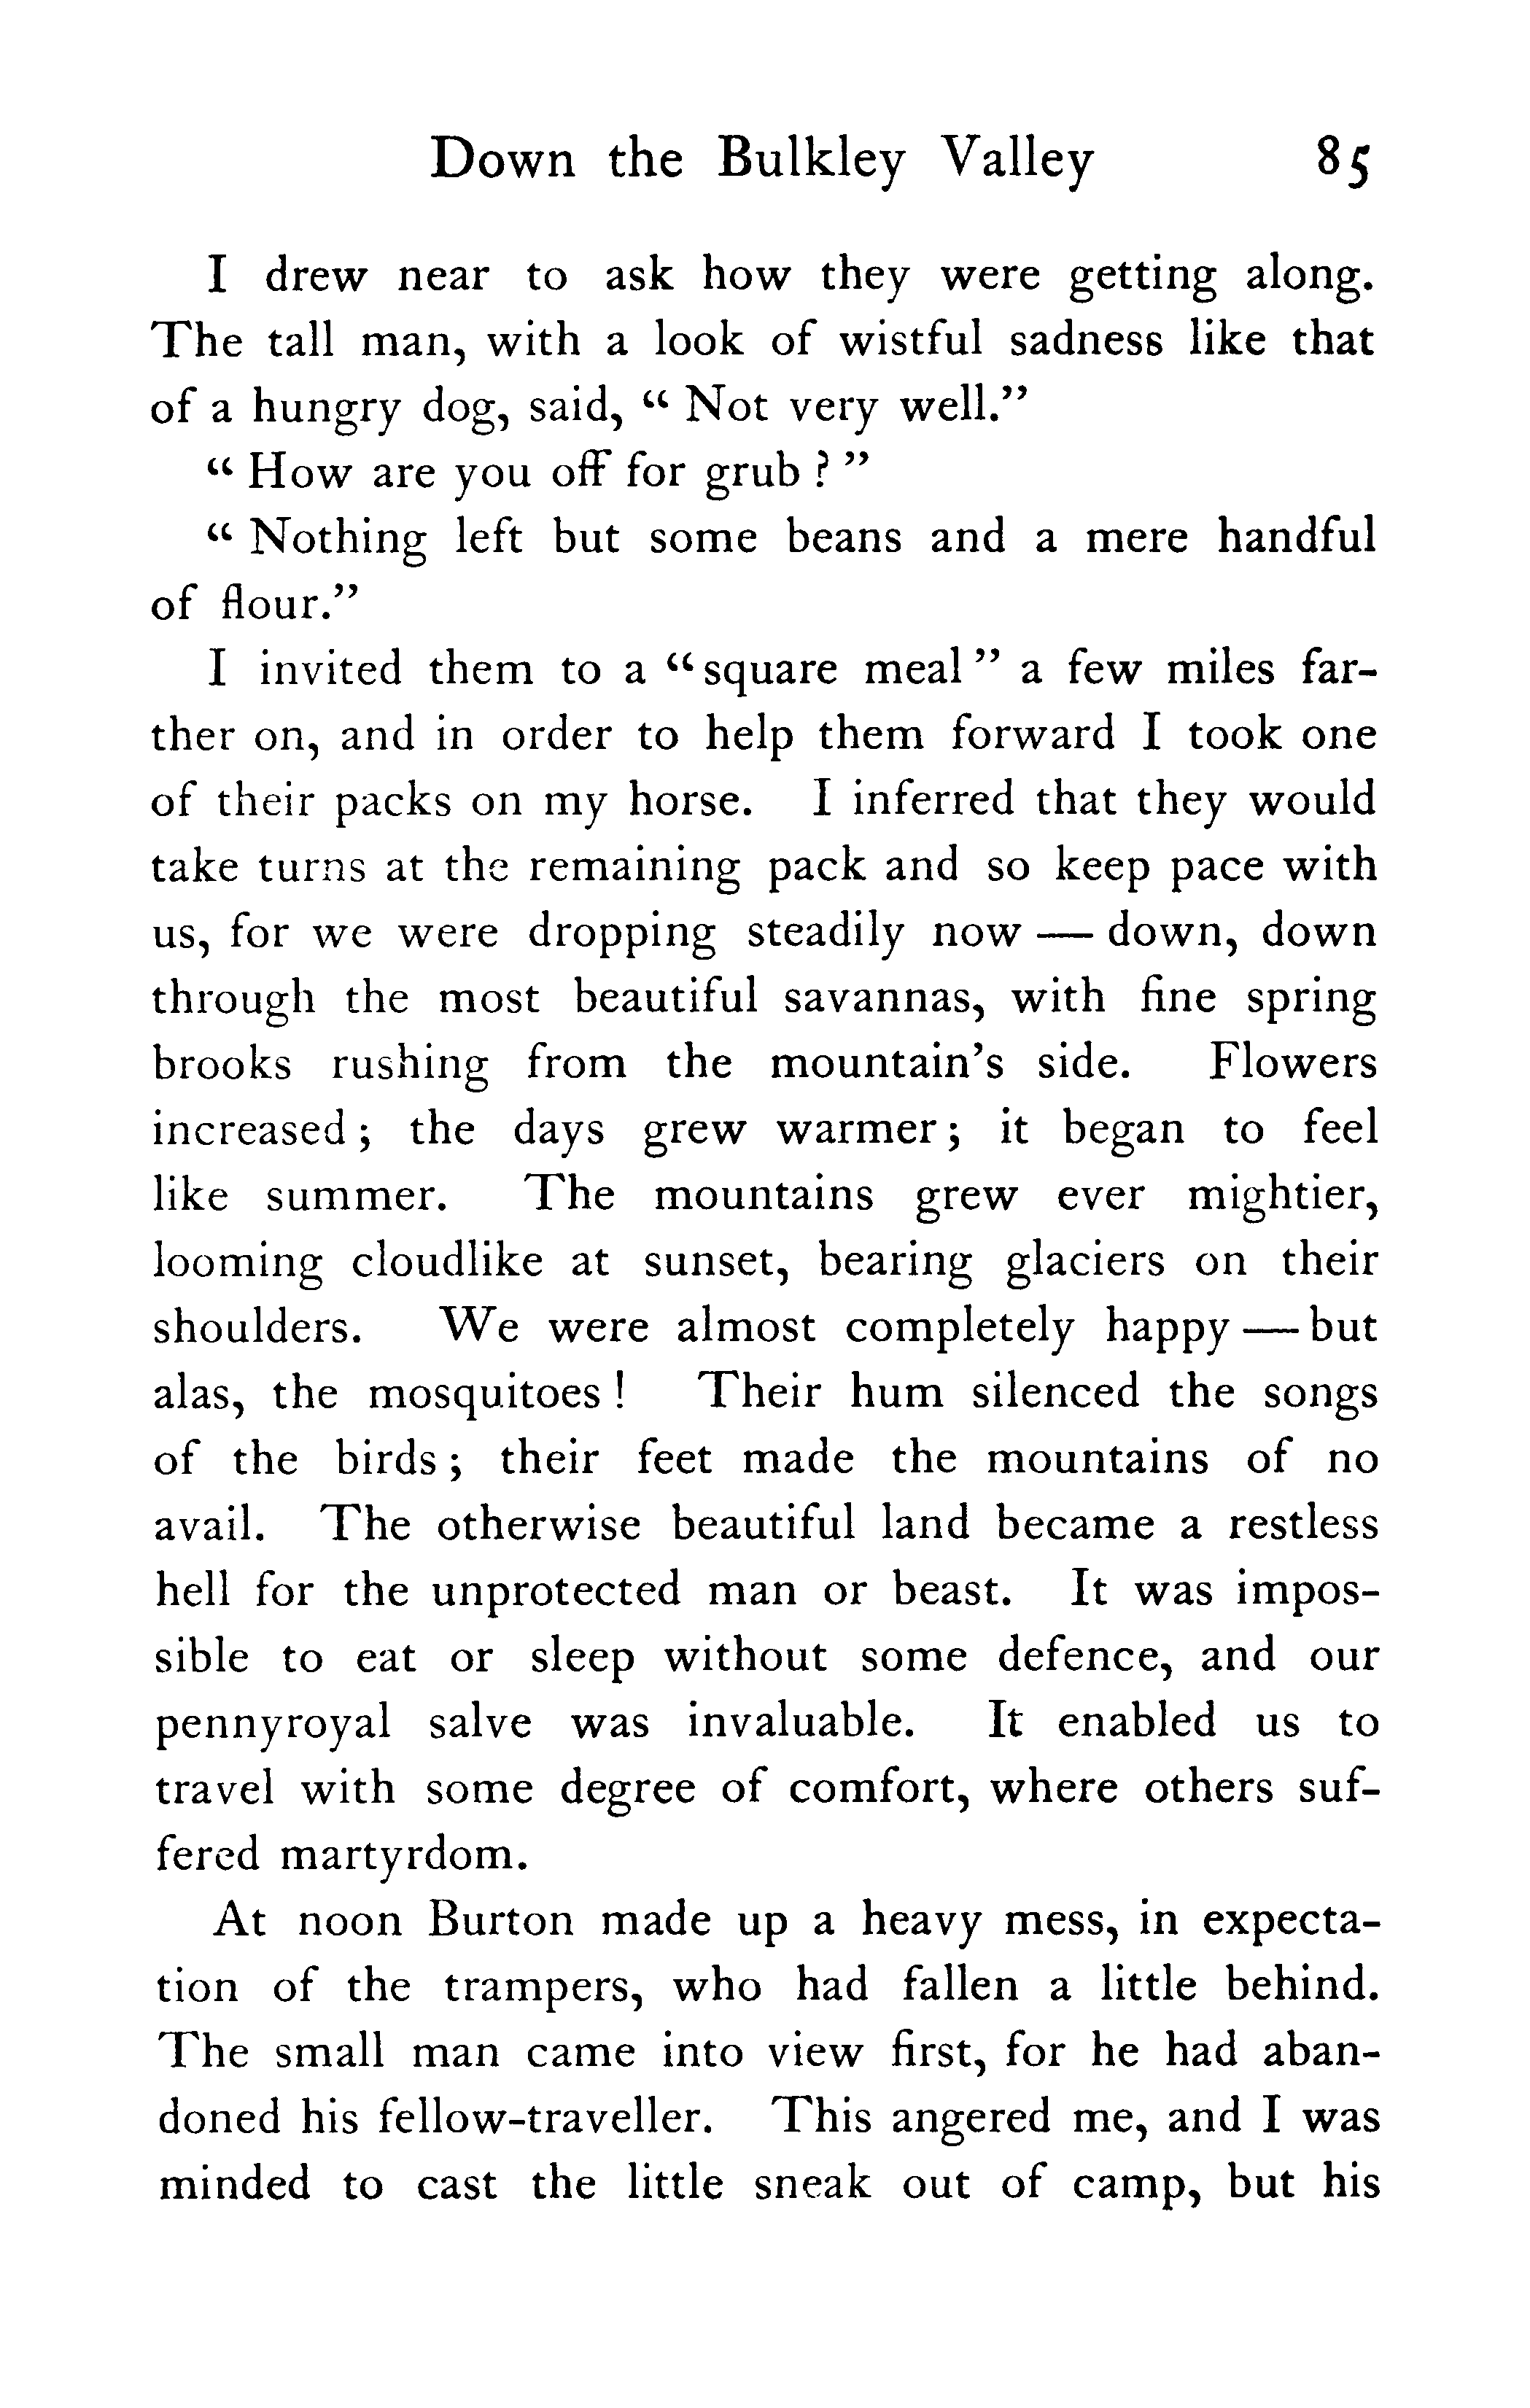 Down the Bulkley Valley 85
I drew near to ask how they were getting along.
The tall man, with a look of wistful sadness like that
of a hungry dog, said, “ Not very well.”
“ How are you off for grub ? ”
“ Nothing left but some beans and a mere handful
of flour.”
I invited them to a “ square meal ” a few miles far-
ther on, and in order to help them forward I took one
of their packs on my horse. I inferred that they would
take turns at the remaining pack and so keep pace with
us, for we were dropping steadily now — down, down
through the most beautiful savannas, with fine spring
brooks rushing from the mountain’s side. Flowers
increased ; the days grew warmer ; it began to feel
like summer. The mountains grew ever mightier,
looming cloudlike at sunset, bearing glaciers on their
shoulders. We were almost completely happy — but
alas, the mosquitoes ! Their hum silenced the songs
of the birds ; their feet made the mountains of no
avail. The otherwise beautiful land became a restless
hell for the unprotected man or beast. It was impos-
sible to eat or sleep without some defence, and our
pennyroyal salve was invaluable. It enabled us to
travel with some degree of comfort, where others suf-
fered martyrdom.
At noon Burton made up a heavy mess, in expecta-
tion of the trampers, who had fallen a little behind.
The small man came into view first, for he had aban-
doned his fellow-traveller. This angered me, and I was
minded to cast the little sneak out of camp, but his